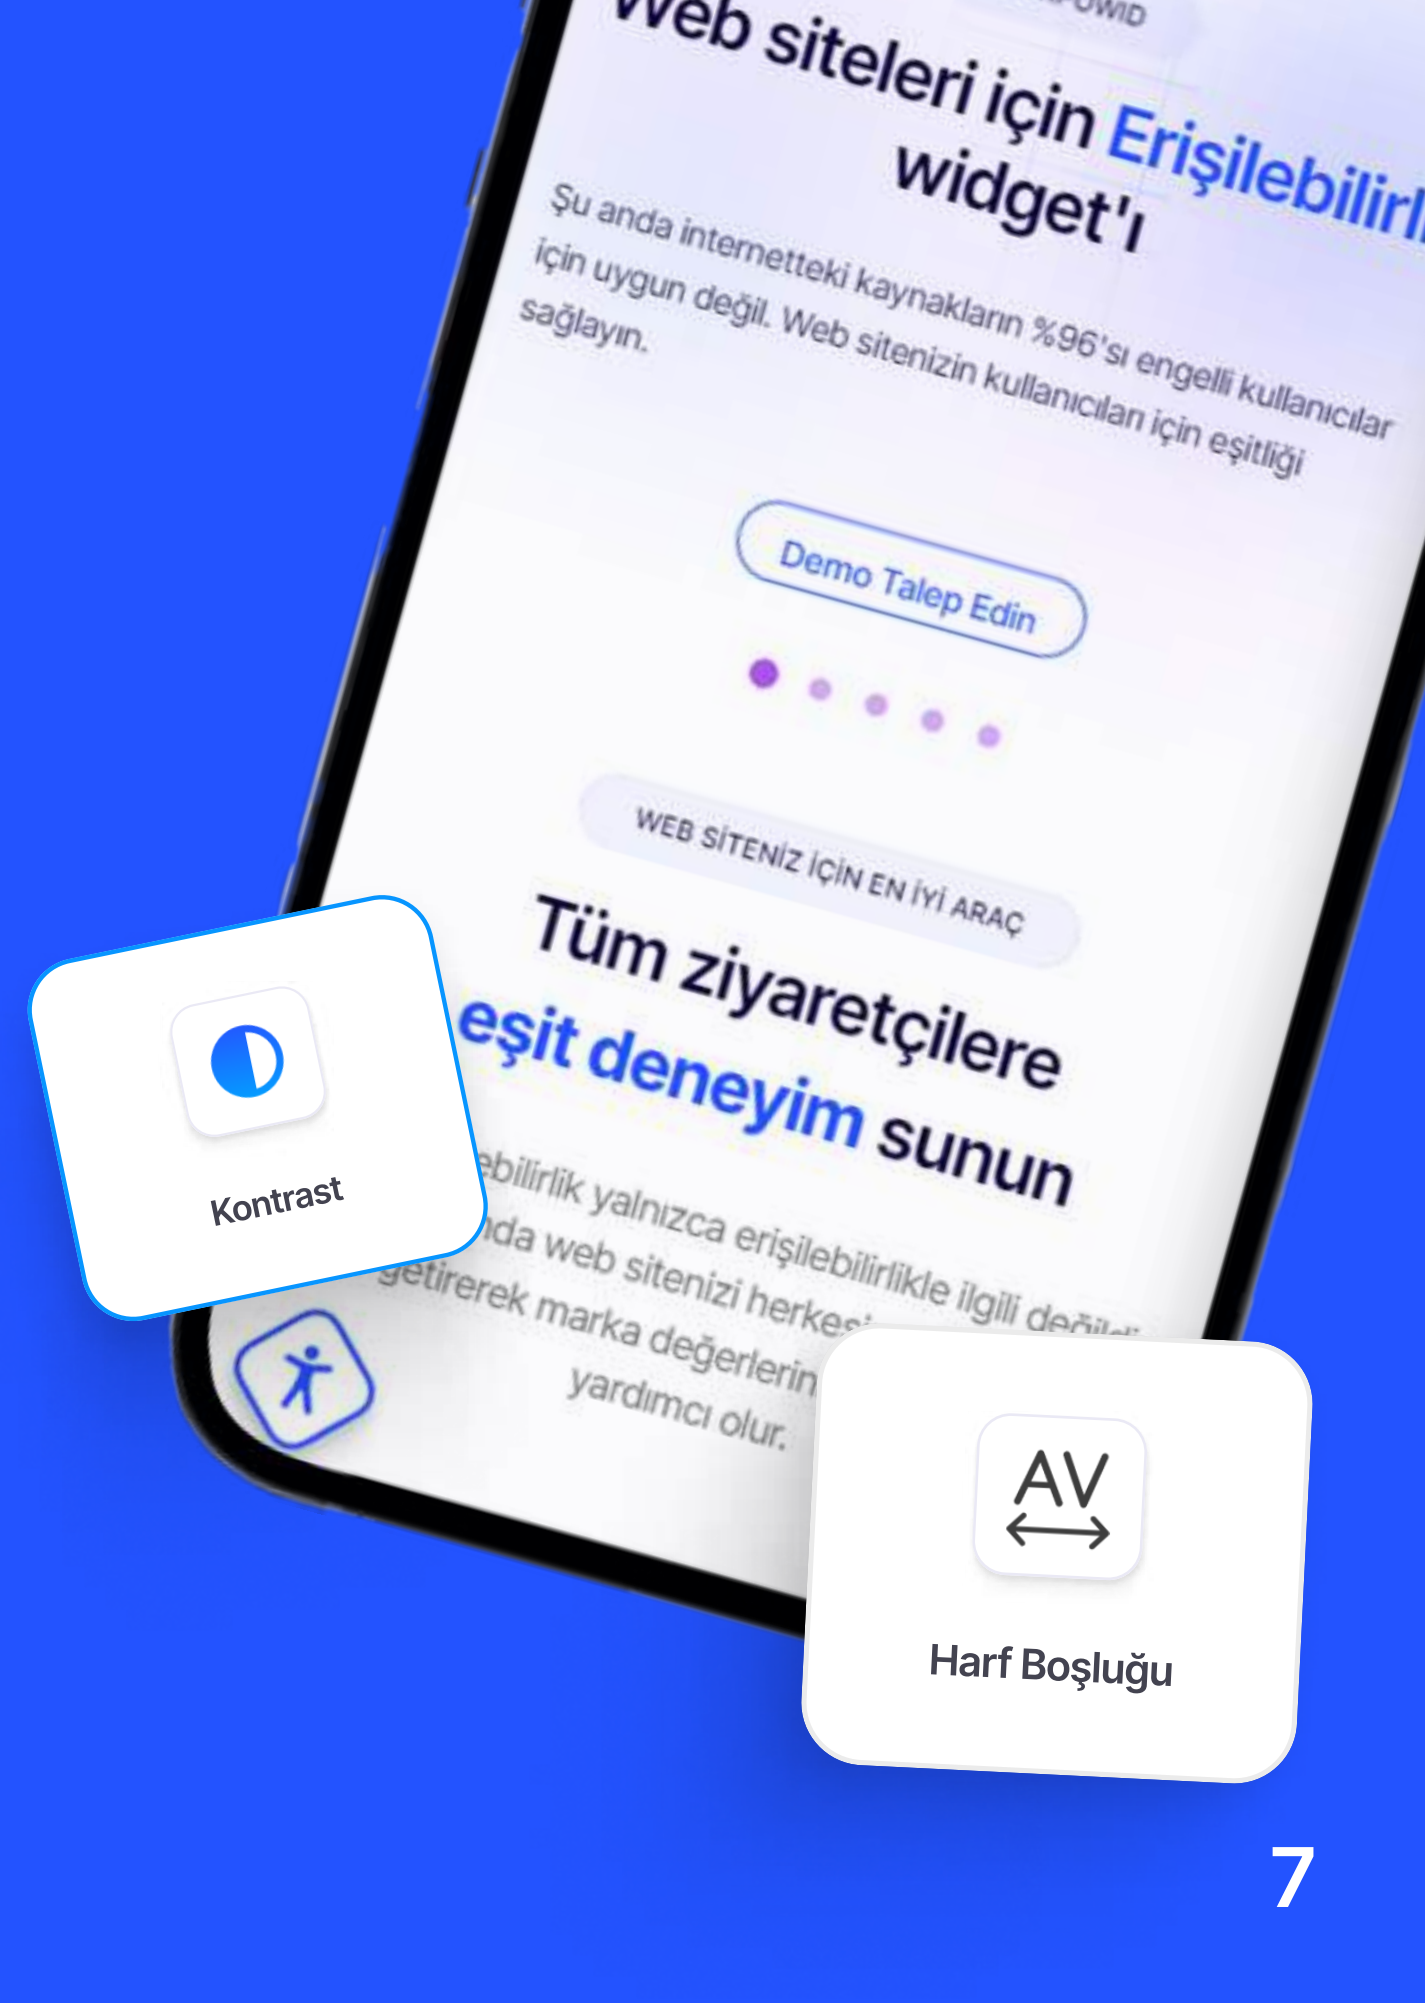 Web siteleri için
widget'ı
Şu anda internetteki kaynakların %96'sı engelli kullanıcılar
için uygun değil. Web sitenizin kullanıcıları için eşitliği
sağlayın.
Demo Talep Edin
WEB SİTENİZ İÇİN EN İYİ ARAÇ
Tüm ziyaretçilere
eşit deneyim sunun
yalnızca erişilebilirlikle ilgili
web sitenizi
getirerek marka
yardımcı olur.
Kontrast
AV
Harf Boşluğu
7